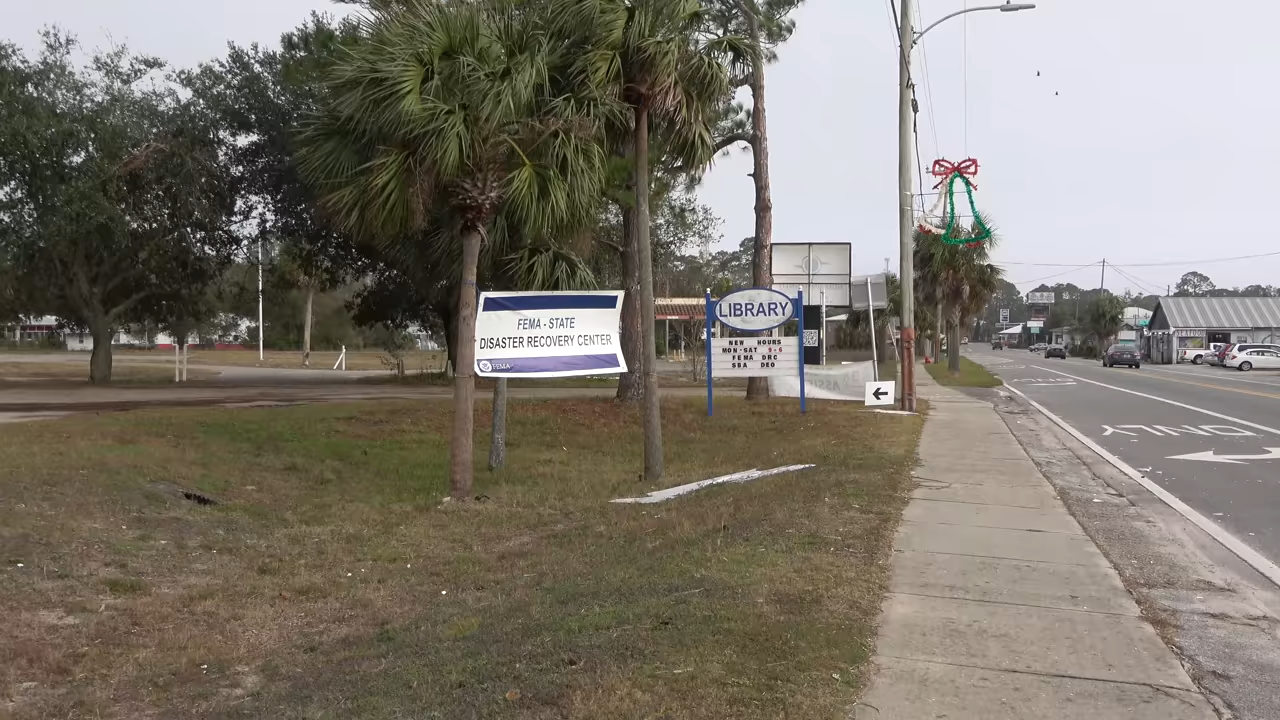 FEMA - STATE
DISASTER RECOVERY CENTER
FEMA
LIBRARY
NEW HOURS
MON-SAT 9-6
FEMA DRC
SBA DEO
ONLY